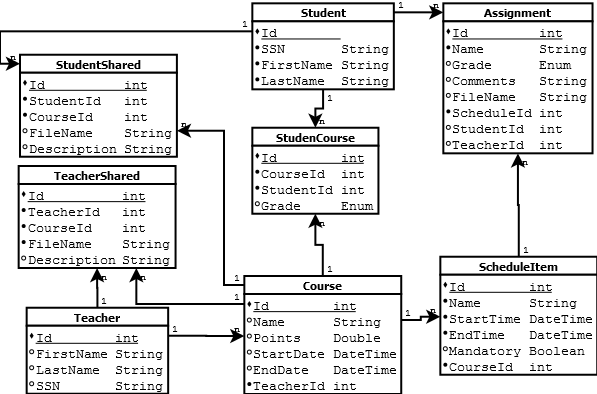 Student
Id
SSN String
FirstName String
LastName String
1
1
1
n
Assignment
Id int
Name String
Grade Enum
Comments String
FileName String
ScheduleId int
StudentId int
TeacherId int
n
n
StudentShared
Id int
StudentId int
CourseId int
FileName String
Description String
n
n
StudenCourse
Id int
CourseId int
StudentId int
Grade Enum
n
n
TeacherShared
Id int
TeacherId int
CourseId int
FileName String
Description String
n
n
Teacher
Id int
FirstName String
LastName String
SSN String
1
1
Course
Id int
Name String
Points Double
StartDate DateTime
EndDate DateTime
TeacherId int
1
1
1
1
n
ScheduleItem
Id int
Name String
StartTime DateTime
EndTime DateTime
Mandatory Boolean
CourseId int
1
n